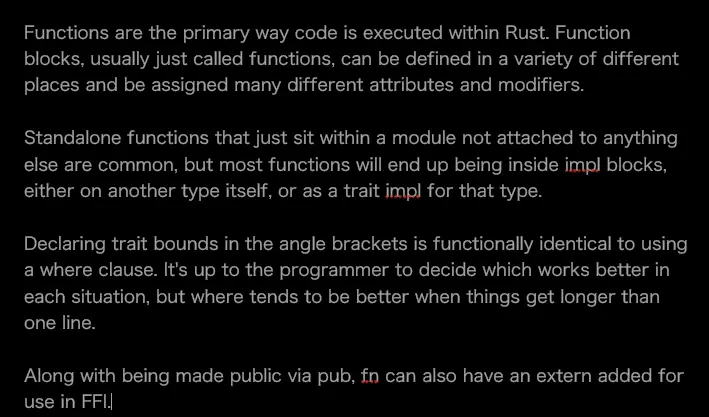 Functions are the primary way code is executed within Rust. Function
blocks, usually just called functions, can be defined in a variety of different
places and be assigned many different attributes and modifiers.
Standalone functions that just sit within a module not attached to anything
else are common, but most functions will end up being inside impl blocks,
either on another type itself, or as a trait impl for that type.
Declaring trait bounds in the angle brackets is functionally identical to using
a where clause. It's up to the programmer to decide which works better in
each situation, but where tends to be better when things get longer than
one line.
Along with being made public via pub, fn can also have an extern added for
use in FFI.